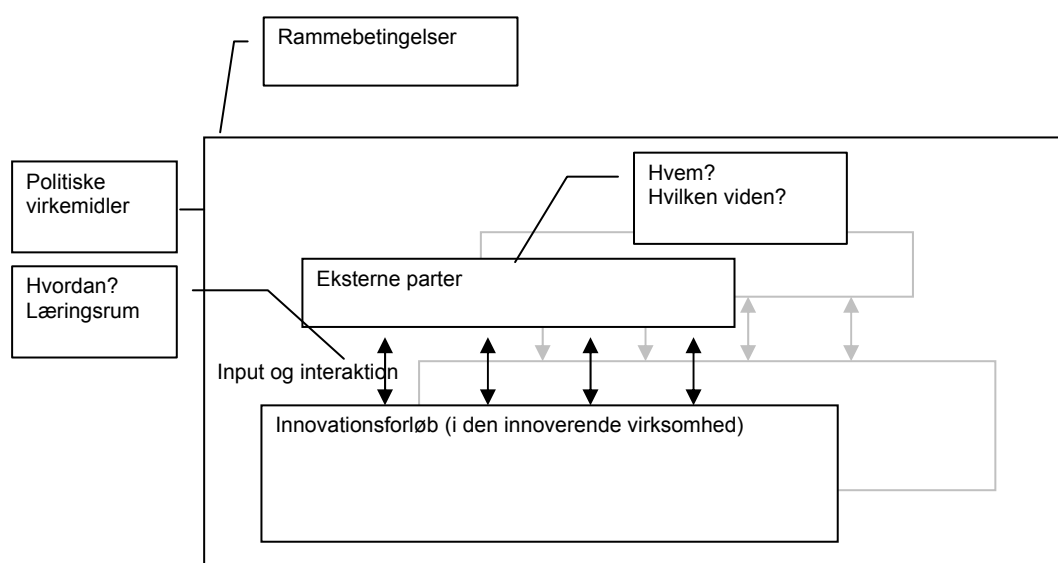 Rammebetingelser
Politiske
virkemidler
Hvem?
Hvilken viden?
Eksterne parter
Hvordan?
Læringsrum
Input og interaktion
Innovationsforløb (i den innoverende virksomhed)